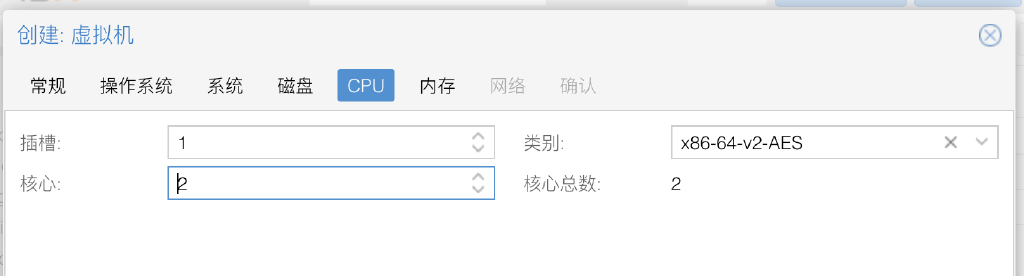 创建: 虚拟机
常规 操作系统 系统 磁盘 CPU 内存 网络 确认
插槽: 1 类别: x86-64-v2-AES
核心: 2 核心总数: 2